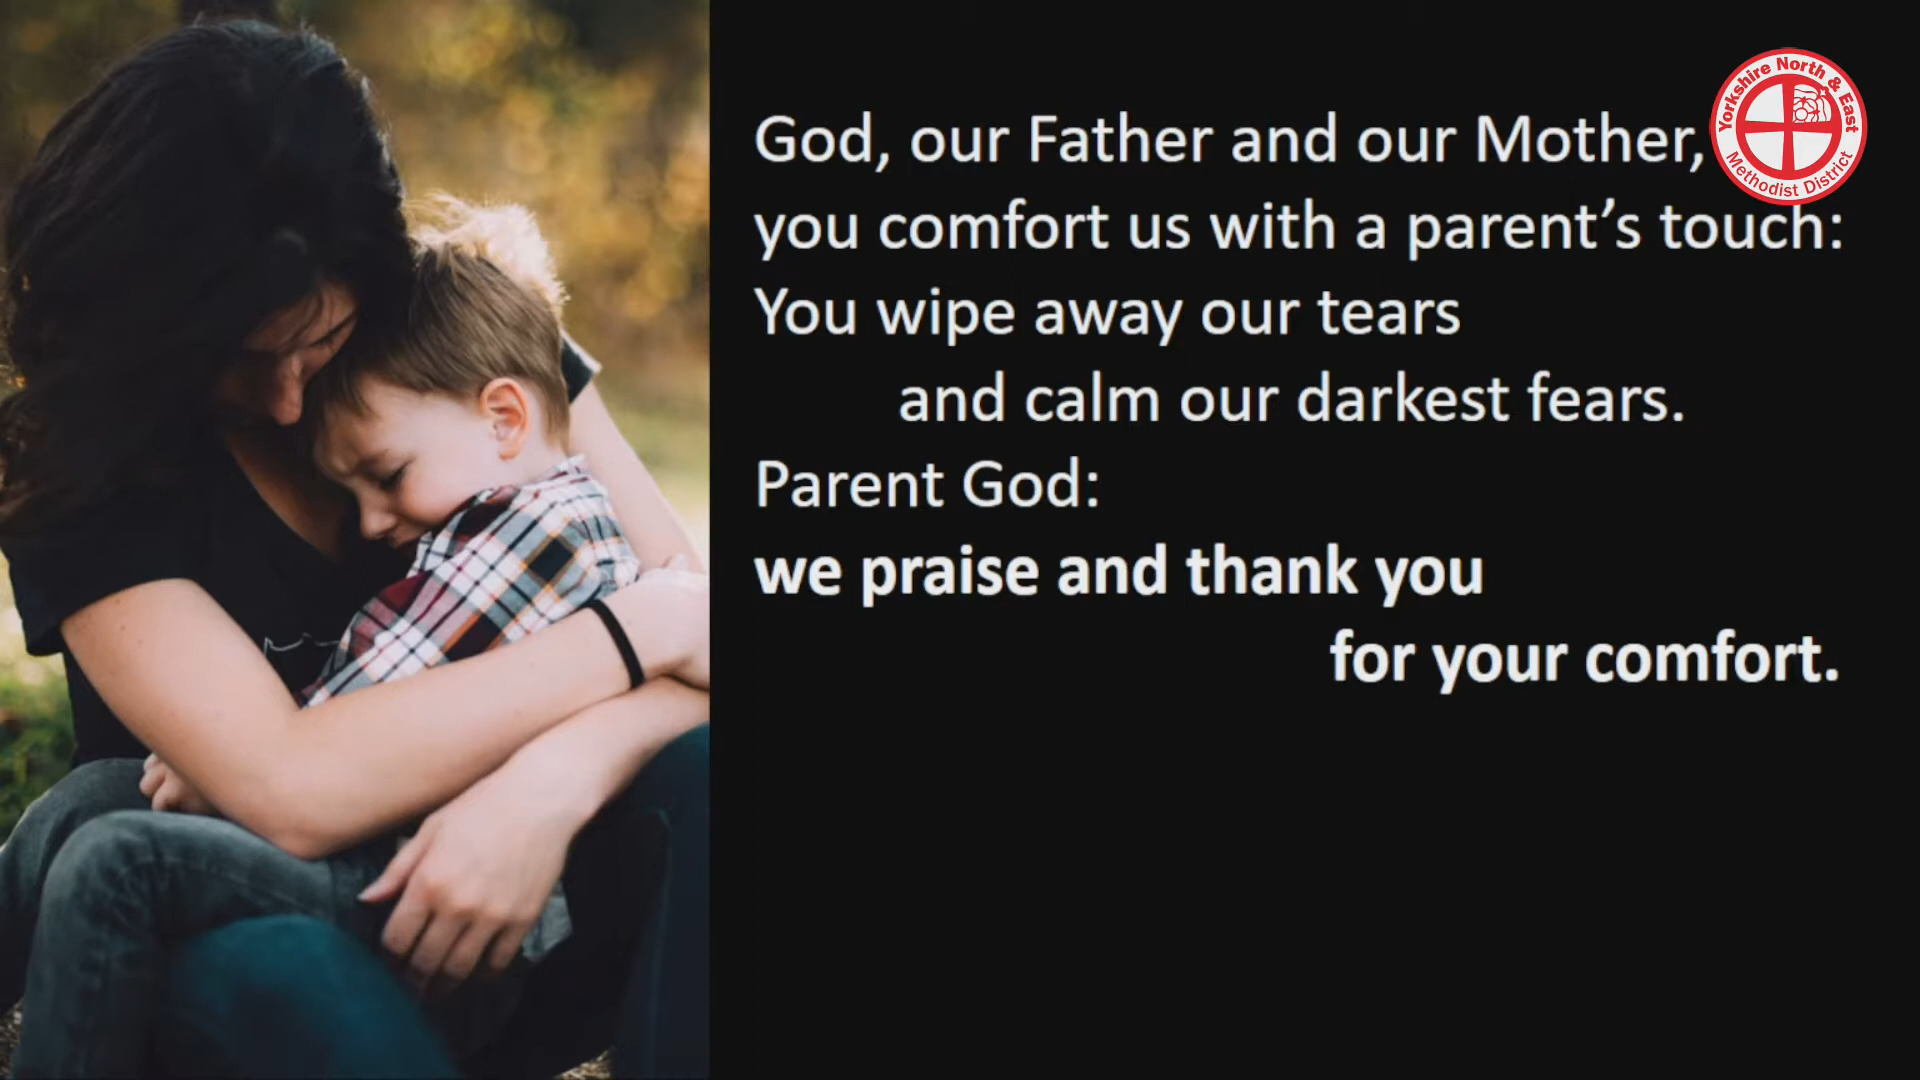 God, our Father and our Mother,
you comfort us with a parent’s touch:
You wipe away our tears
and calm our darkest fears.
Parent God:
we praise and thank you
for your comfort.
Yorkshire North & East
Methodist District